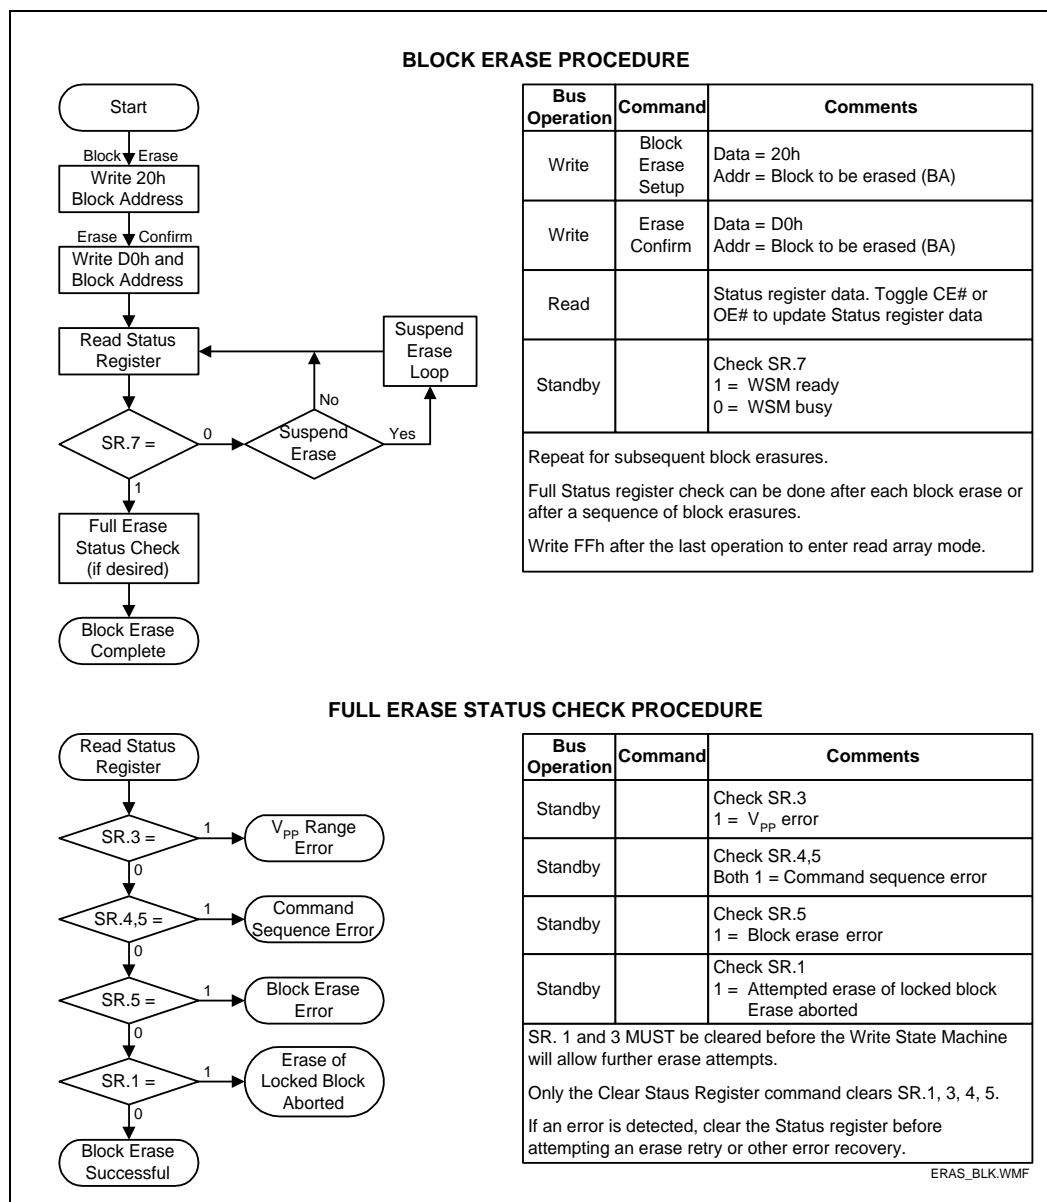 BLOCK ERASE PROCEDURE
Start
Block Erase
Write 20h
Block Address
Erase Confirm
Write D0h and
Block Address
Read Status
Register
Suspend
Erase
Loop
No
SR.7 =
0
Suspend
Erase
Yes
1
Full Erase
Status Check
(if desired)
Block Erase
Complete
Bus
Operation
Command
Comments
Write
Block
Erase
Setup
Data = 20h
Addr = Block to be erased (BA)
Write
Erase
Confirm
Data = D0h
Addr = Block to be erased (BA)
Read
Status register data. Toggle CE# or
OE# to update Status register data
Standby
Check SR.7
1 = WSM ready
0 = WSM busy
Repeat for subsequent block erasures.
Full Status register check can be done after each block erase or
after a sequence of block erasures.
Write FFh after the last operation to enter read array mode.
FULL ERASE STATUS CHECK PROCEDURE
Read Status
Register
SR.3 =
1
VPP Range
Error
0
SR.4,5 =
1
Command
Sequence Error
0
SR.5 =
1
Block Erase
Error
0
SR.1 =
1
Erase of
Locked Block
Aborted
0
Block Erase
Successful
Bus
Operation
Command
Comments
Standby
Check SR.3
1 = VPP error
Standby
Check SR.4,5
Both 1 = Command sequence error
Standby
Check SR.5
1 = Block erase error
Standby
Check SR.1
1 = Attempted erase of locked block
Erase aborted
SR. 1 and 3 MUST be cleared before the Write State Machine
will allow further erase attempts.
Only the Clear Staus Register command clears SR.1, 3, 4, 5.
If an error is detected, clear the Status register before
attempting an erase retry or other error recovery.
ERAS_BLK.WMF